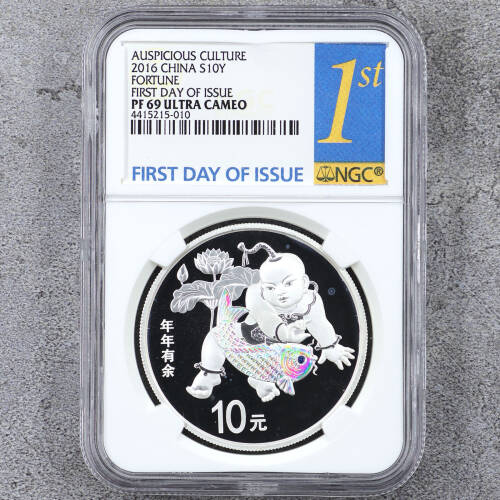 AUSPICIOUS CULTURE
2016 CHINA S10Y
FORTUNE
FIRST DAY OF ISSUE
PF 69 ULTRA CAMEO
4415215-010
FIRST DAY OF ISSUE
1st
NGC®
年年有余
10元